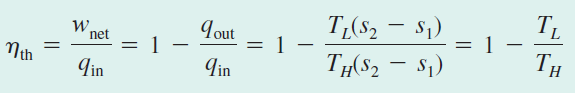 η_th = w_net / q_in = 1 − q_out / q_in = 1 − T_L(s_2 − s_1) / T_H(s_2 − s_1) = 1 − T_L / T_H